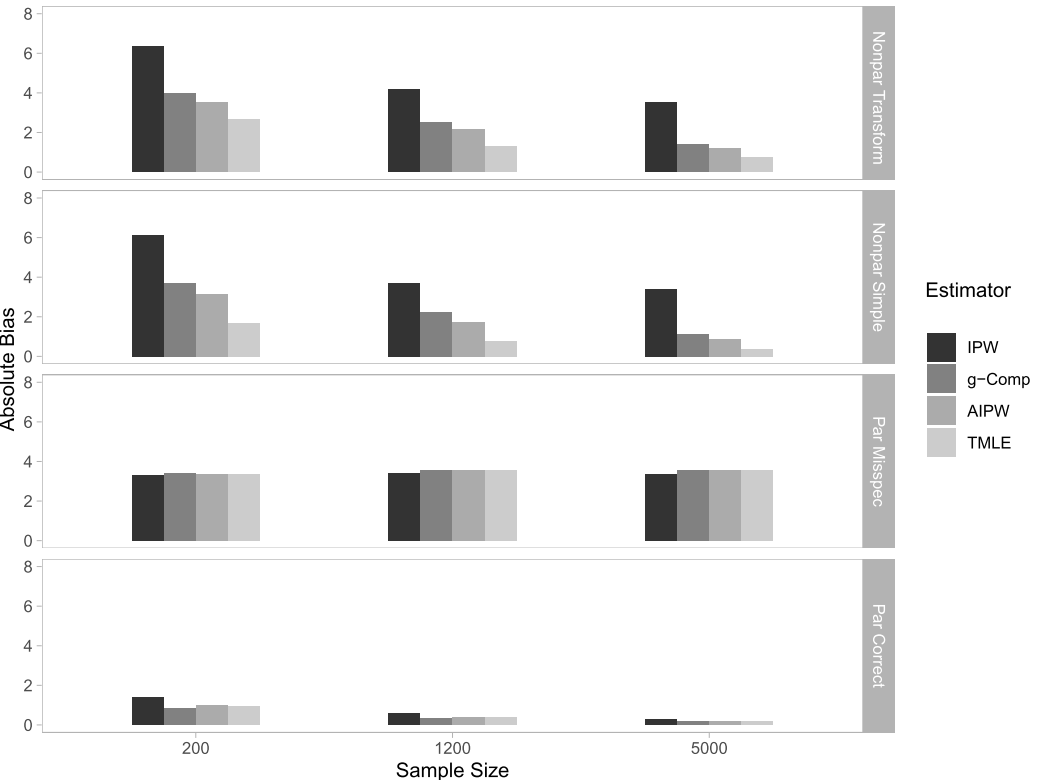 8
6
4
2
0
Nonpar Transform
8
6
4
2
0
Nonpar Simple
8
6
4
2
0
Par Misspec
8
6
4
2
0
Par Correct
Absolute Bias
200
1200
5000
Sample Size
Estimator
IPW
g−Comp
AIPW
TMLE